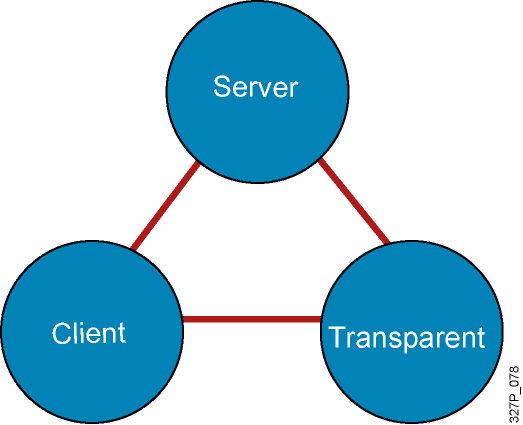 Server
Client
Transparent
327P_078